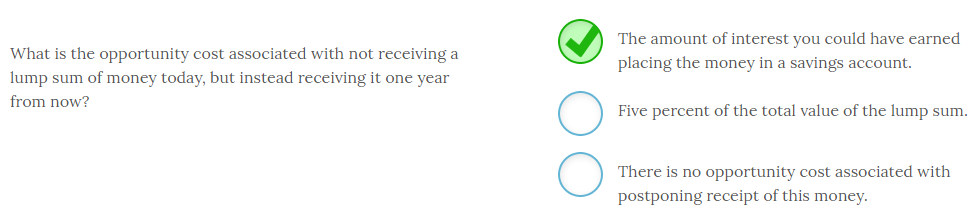 What is the opportunity cost associated with not receiving a
lump sum of money today, but instead receiving it one year
from now?
The amount of interest you could have earned
placing the money in a savings account.
Five percent of the total value of the lump sum.
There is no opportunity cost associated with
postponing receipt of this money.